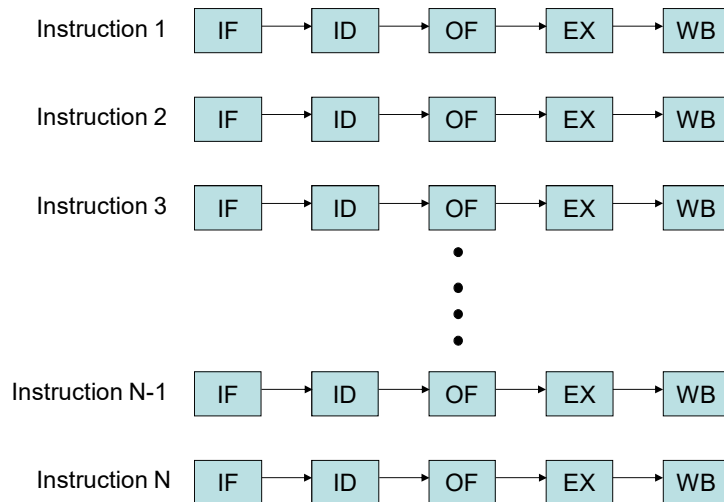 Instruction 1 IF ID OF EX WB
Instruction 2 IF ID OF EX WB
Instruction 3 IF ID OF EX WB
Instruction N-1 IF ID OF EX WB
Instruction N IF ID OF EX WB